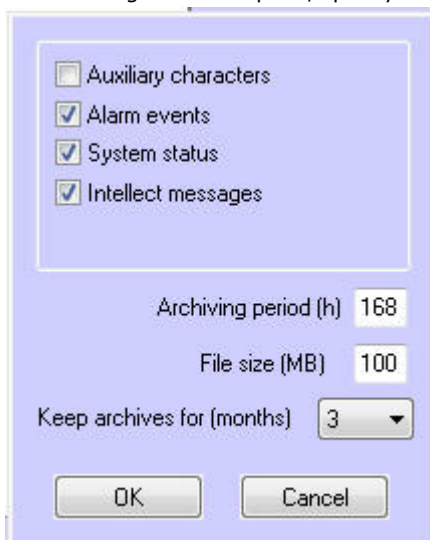 Auxiliary characters
Alarm events
System status
Intellect messages
Archiving period (h) 168
File size (MB) 100
Keep archives for (months) 3
OK Cancel